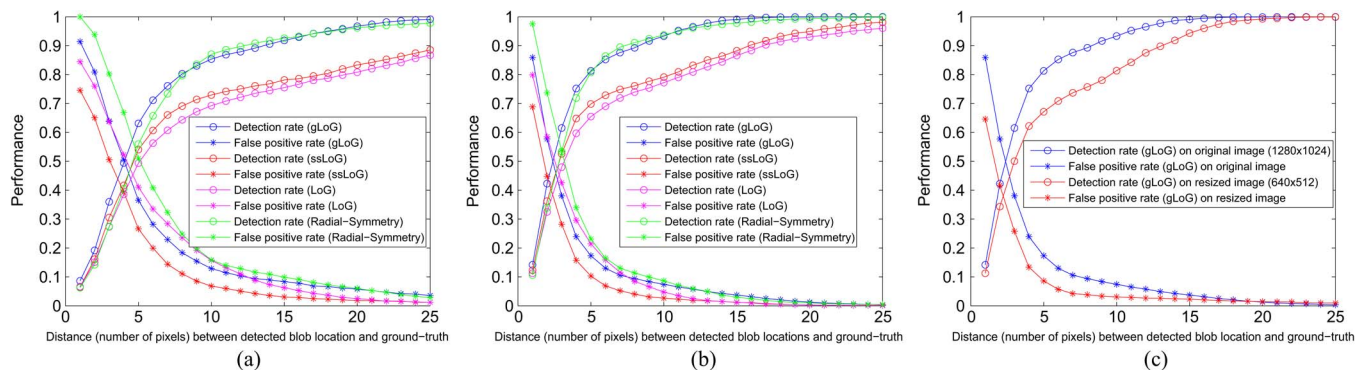 Performance
1
0.9
0.8
0.7
0.6
0.5
0.4
0.3
0.2
0.1
0
0 5 10 15 20 25
Detection rate (gLoG)
False positive rate (gLoG)
Detection rate (ssLoG)
False positive rate (ssLoG)
Detection rate (LoG)
False positive rate (LoG)
Detection rate (Radial-Symmetry)
False positive rate (Radial-Symmetry)
Distance (number of pixels) between detected blob location and ground-truth
(a)
Performance
1
0.9
0.8
0.7
0.6
0.5
0.4
0.3
0.2
0.1
0
0 5 10 15 20 25
Detection rate (gLoG)
False positive rate (gLoG)
Detection rate (ssLoG)
False positive rate (ssLoG)
Detection rate (LoG)
False positive rate (LoG)
Detection rate (Radial-Symmetry)
False positive rate (Radial-Symmetry)
Distance (number of pixels) between detected blob locations and ground-truth
(b)
Performance
1
0.9
0.8
0.7
0.6
0.5
0.4
0.3
0.2
0.1
0
0 5 10 15 20 25
Detection rate (gLoG) on original image (1280x1024)
False positive rate (gLoG) on original image
Detection rate (gLoG) on resized image (640x512)
False positive rate (gLoG) on resized image
Distance (number of pixels) between detected blob location and ground-truth
(c)